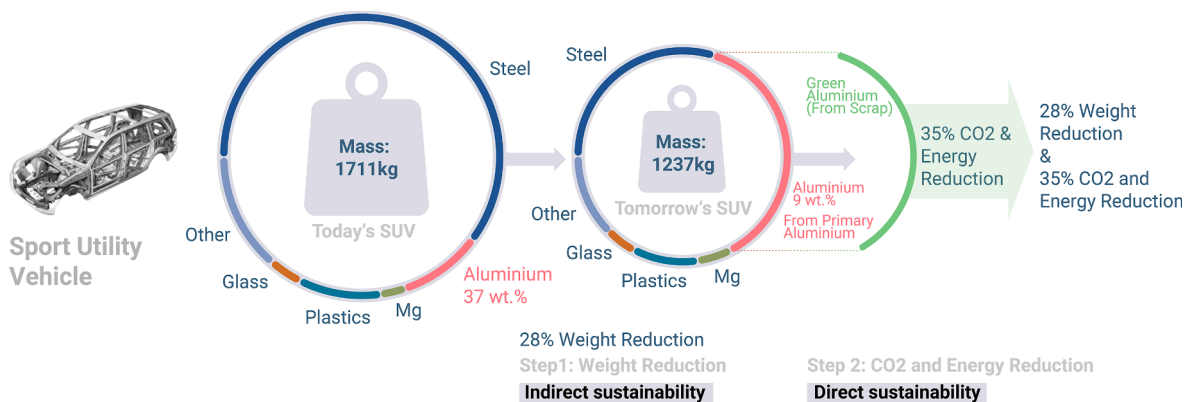 Sport Utility
Vehicle
Steel
Mass:
1711kg
Today's SUV
Other
Glass
Plastics
Mg
Aluminium
37 wt.%
Steel
Mass:
1237kg
Tomorrow's SUV
Other
Glass
Plastics
Mg
Aluminium
9 wt.%
From Primary
Aluminium
Green
Aluminium
(From Scrap)
35% CO2 &
Energy
Reduction
28% Weight
Reduction
&
35% CO2 and
Energy Reduction
28% Weight Reduction
Step1: Weight Reduction
Indirect sustainability
Step 2: CO2 and Energy Reduction
Direct sustainability